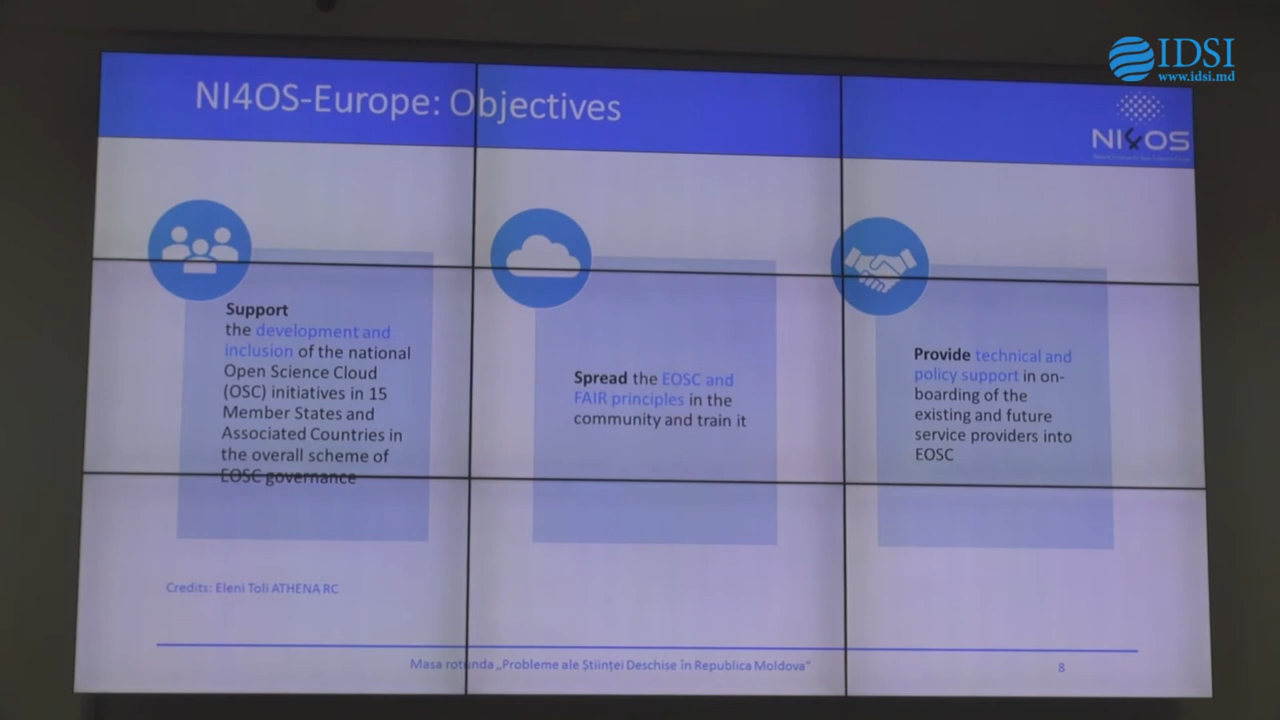 IDSI
www.idsi.md
NI4OS-Europe: Objectives
NI4OS
Support
the development and
inclusion of the national
Open Science Cloud
(OSC) initiatives in 15
Member States and
Associated Countries in
the overall scheme of
EOSC governance
Spread the EOSC and
FAIR principles in the
community and train it
Provide technical and
policy support in on-
boarding of the
existing and future
service providers into
EOSC
Credits: Eleni Toli ATHENA RC
Masa rotunda „Probleme ale Științei Deschise în Republica Moldova”
8